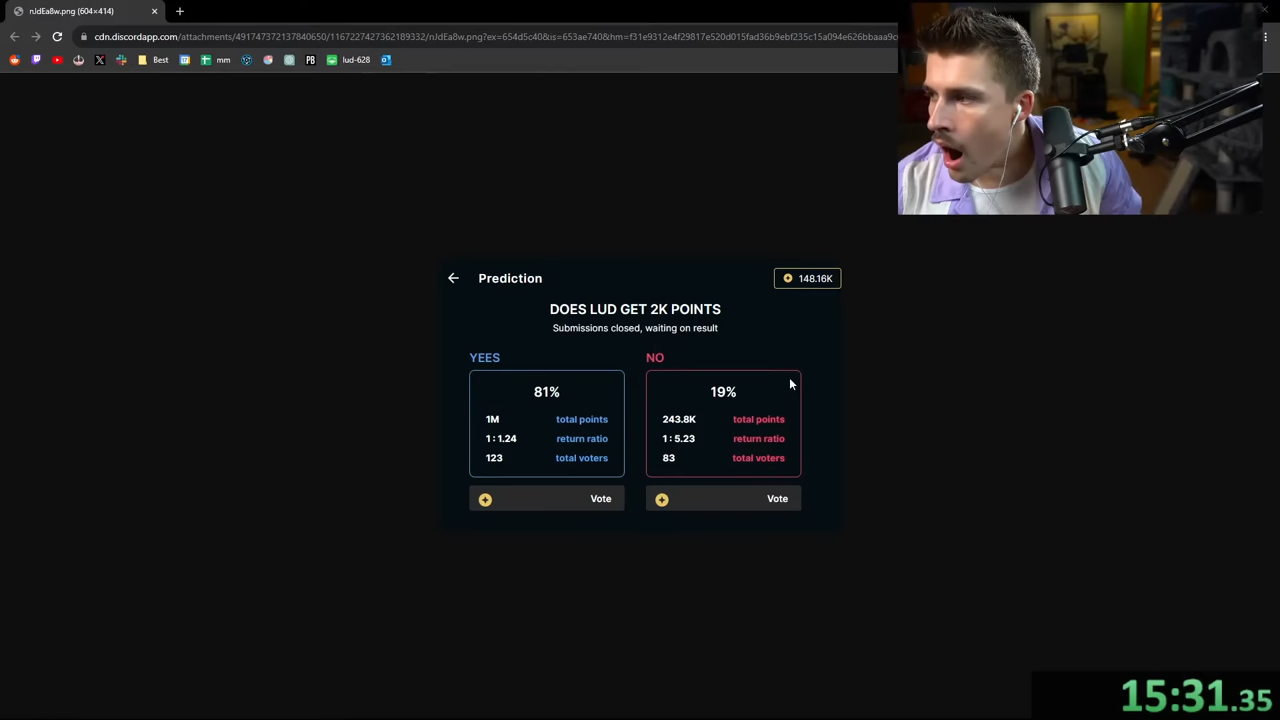 nJdEa8w.png (604×414)
cdn.discordapp.com/attachments/491747372137840650/1167227427362189332/nJdEa8w.png?ex=654d5c40&is=653ae740&hm=f31e9312e4f29817e520d015fad36b9ebf235c15a094e626bbaaa9c
Best
mm
PB
lud-628
Prediction
148.16K
DOES LUD GET 2K POINTS
Submissions closed, waiting on result
YEES
NO
81%
19%
1M total points
243.8K total points
1 : 1.24 return ratio
1 : 5.23 return ratio
123 total voters
83 total voters
Vote
Vote
15:31.35